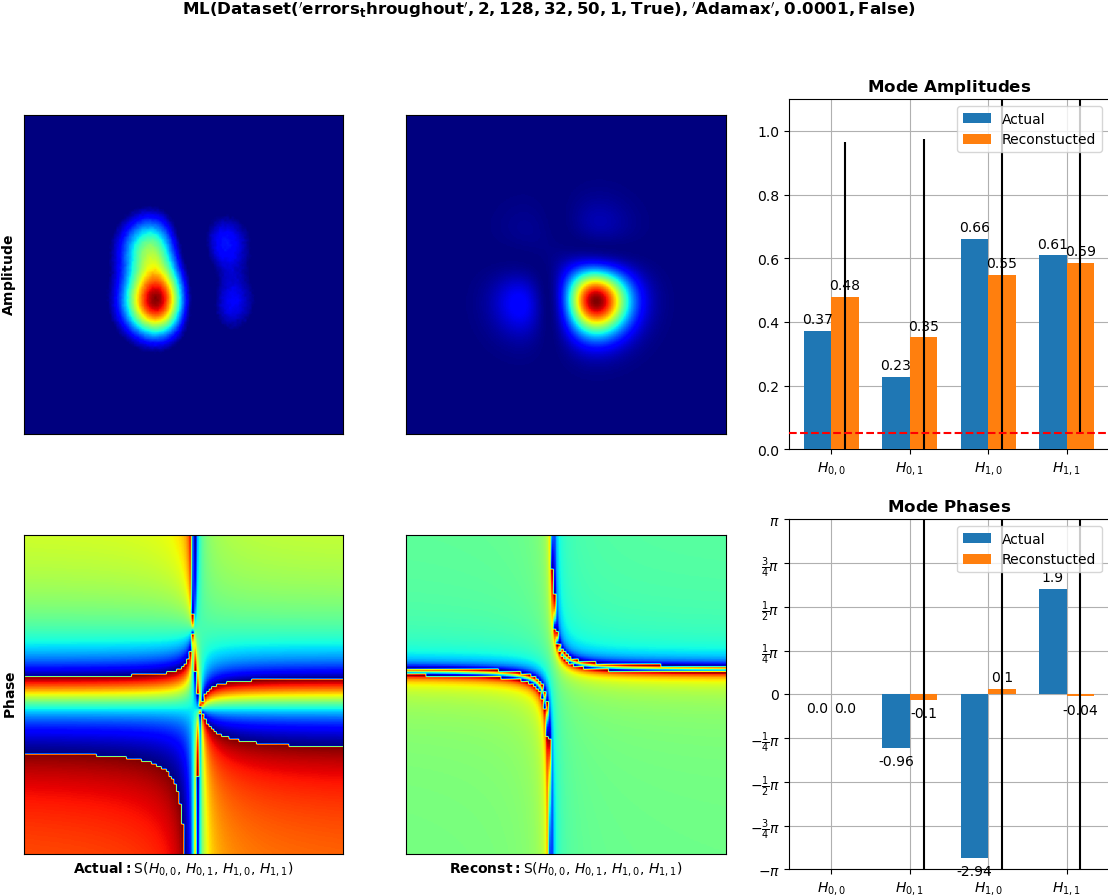 ML(Dataset('errors_throughout', 2, 128, 32, 50, 1, True), 'Adamax', 0.0001, False)
Amplitude
Mode Amplitudes
Actual
Reconstucted
1.0
0.8
0.6
0.4
0.2
0.0
0.37
0.48
0.23
0.35
0.66
0.55
0.61
0.59
H0,0
H0,1
H1,0
H1,1
Phase
Actual: S(H0,0, H0,1, H1,0, H1,1)
Reconst: S(H0,0, H0,1, H1,0, H1,1)
Mode Phases
Actual
Reconstucted
π
3/4π
1/2π
1/4π
0
−1/4π
−1/2π
−3/4π
−π
0.0
0.0
-0.96
-0.1
-2.94
0.1
1.9
-0.04
H0,0
H0,1
H1,0
H1,1